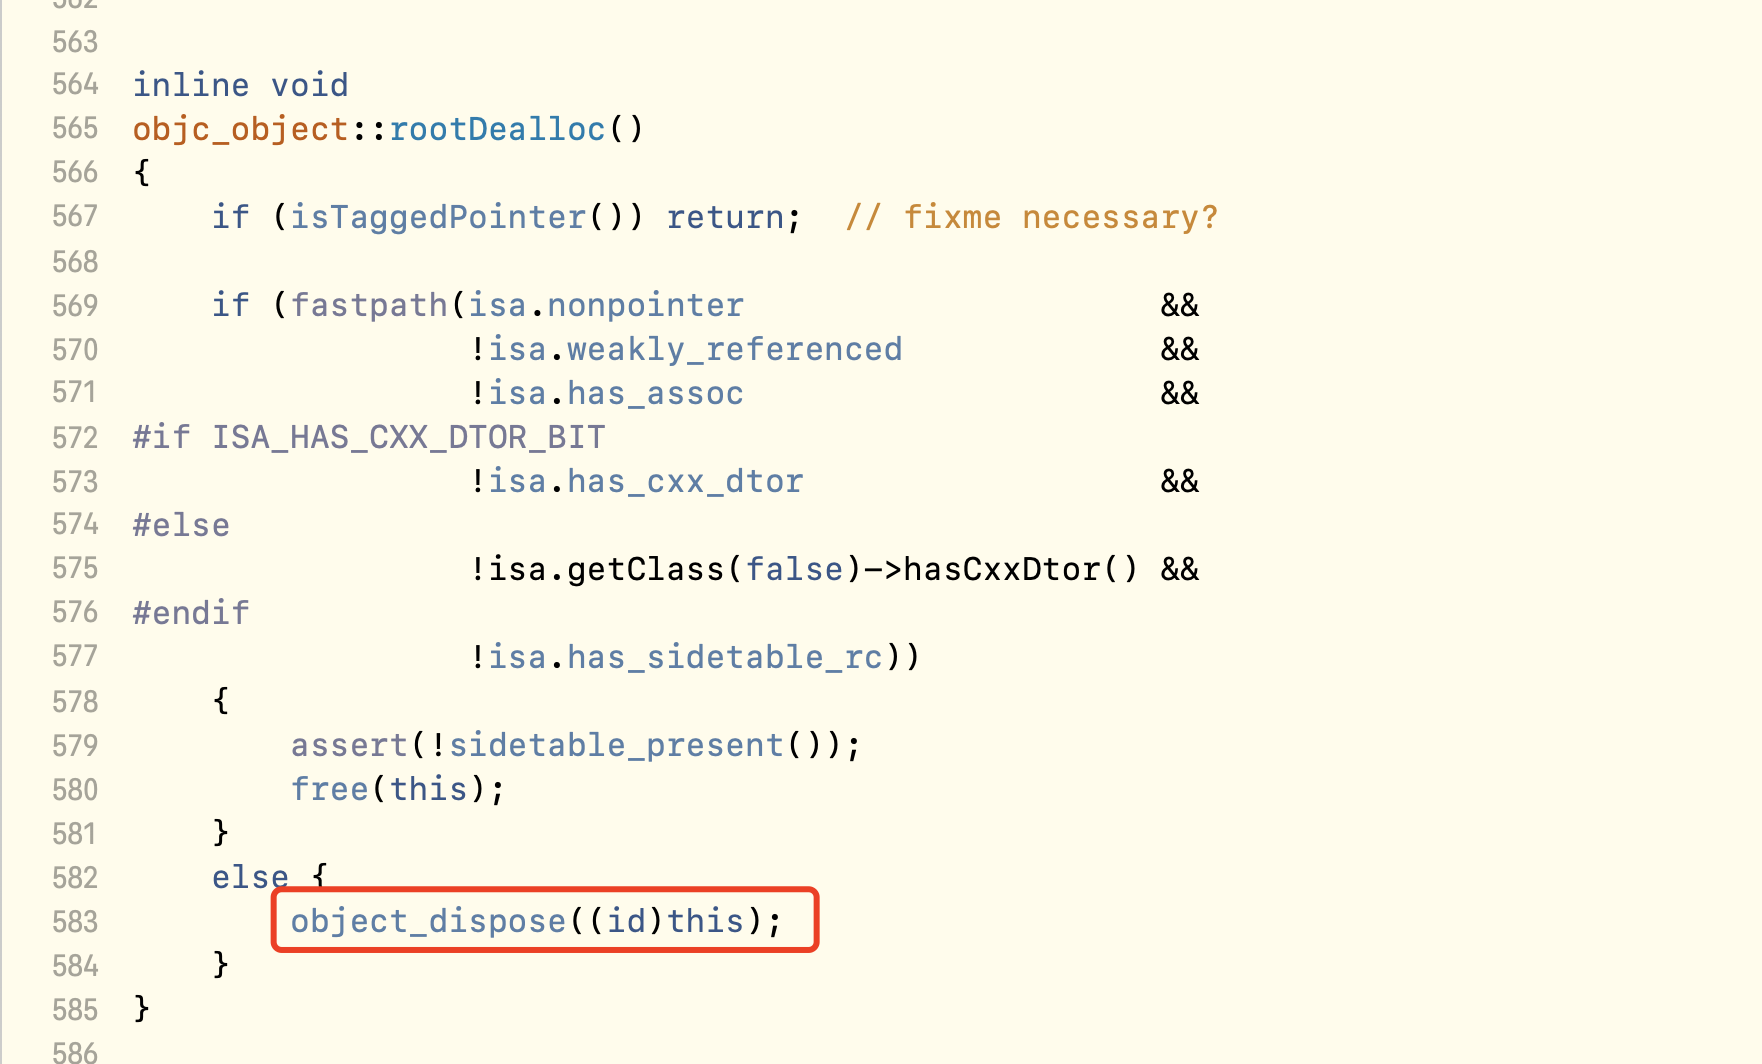 562
563
564 inline void
565 objc_object::rootDealloc()
566 {
567     if (isTaggedPointer()) return;  // fixme necessary?
568
569     if (fastpath(isa.nonpointer                     &&
570                  !isa.weakly_referenced             &&
571                  !isa.has_assoc                     &&
572 #if ISA_HAS_CXX_DTOR_BIT
573                  !isa.has_cxx_dtor                  &&
574 #else
575                  !isa.getClass(false)->hasCxxDtor() &&
576 #endif
577                  !isa.has_sidetable_rc))
578     {
579         assert(!sidetable_present());
580         free(this);
581     }
582     else {
583         object_dispose((id)this);
584     }
585 }
586